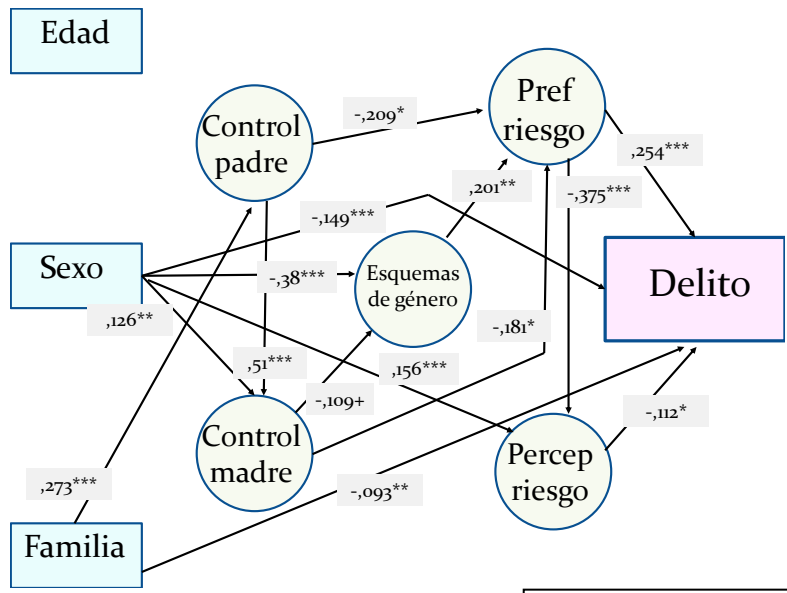 Edad
Pref
riesgo
Control
padre
-,209*
,254***
,201**
-,375***
-,149***
Sexo
-,38***
Esquemas
de género
Delito
,126**
-,181*
,51***
,156***
-,109+
-,112*
Control
madre
Percep
riesgo
,273***
-,093**
Familia